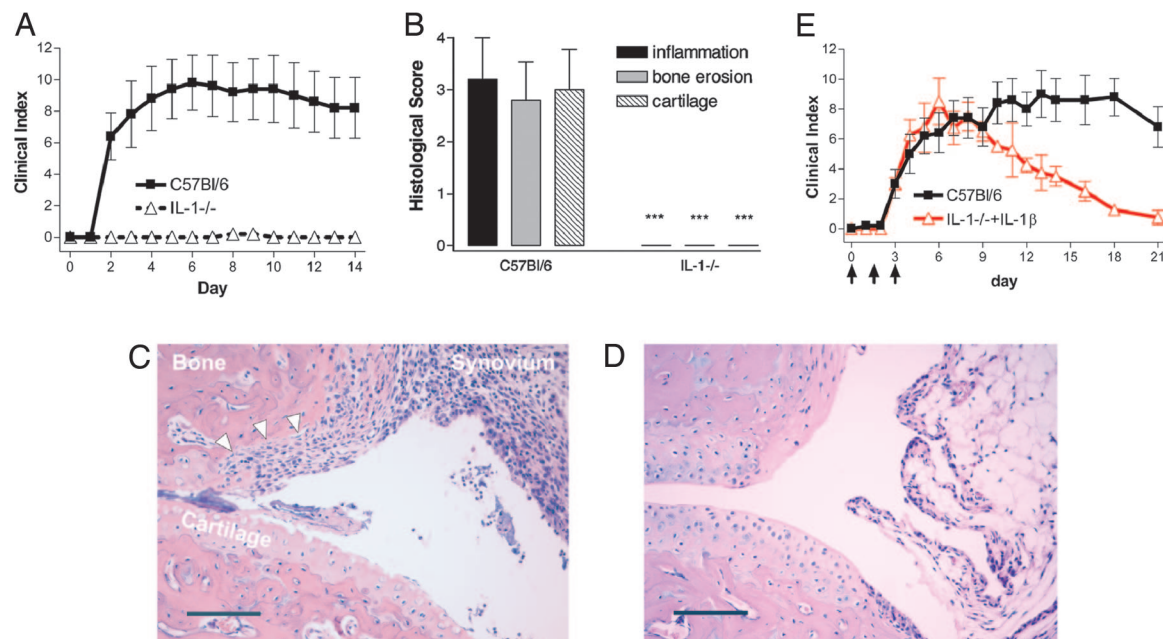 A
Clinical Index
12
10
8
6
4
2
0
C57Bl/6
IL-1-/-
0 2 4 6 8 10 12 14
Day
B
Histological Score
4
3
2
1
0
inflammation
bone erosion
cartilage
*** *** ***
C57Bl/6 IL-1-/-
E
Clinical Index
12
10
8
6
4
2
0
C57Bl/6
IL-1-/-+IL-1β
0 3 6 9 12 15 18 21
day
C
Bone
Synovium
Cartilage
D